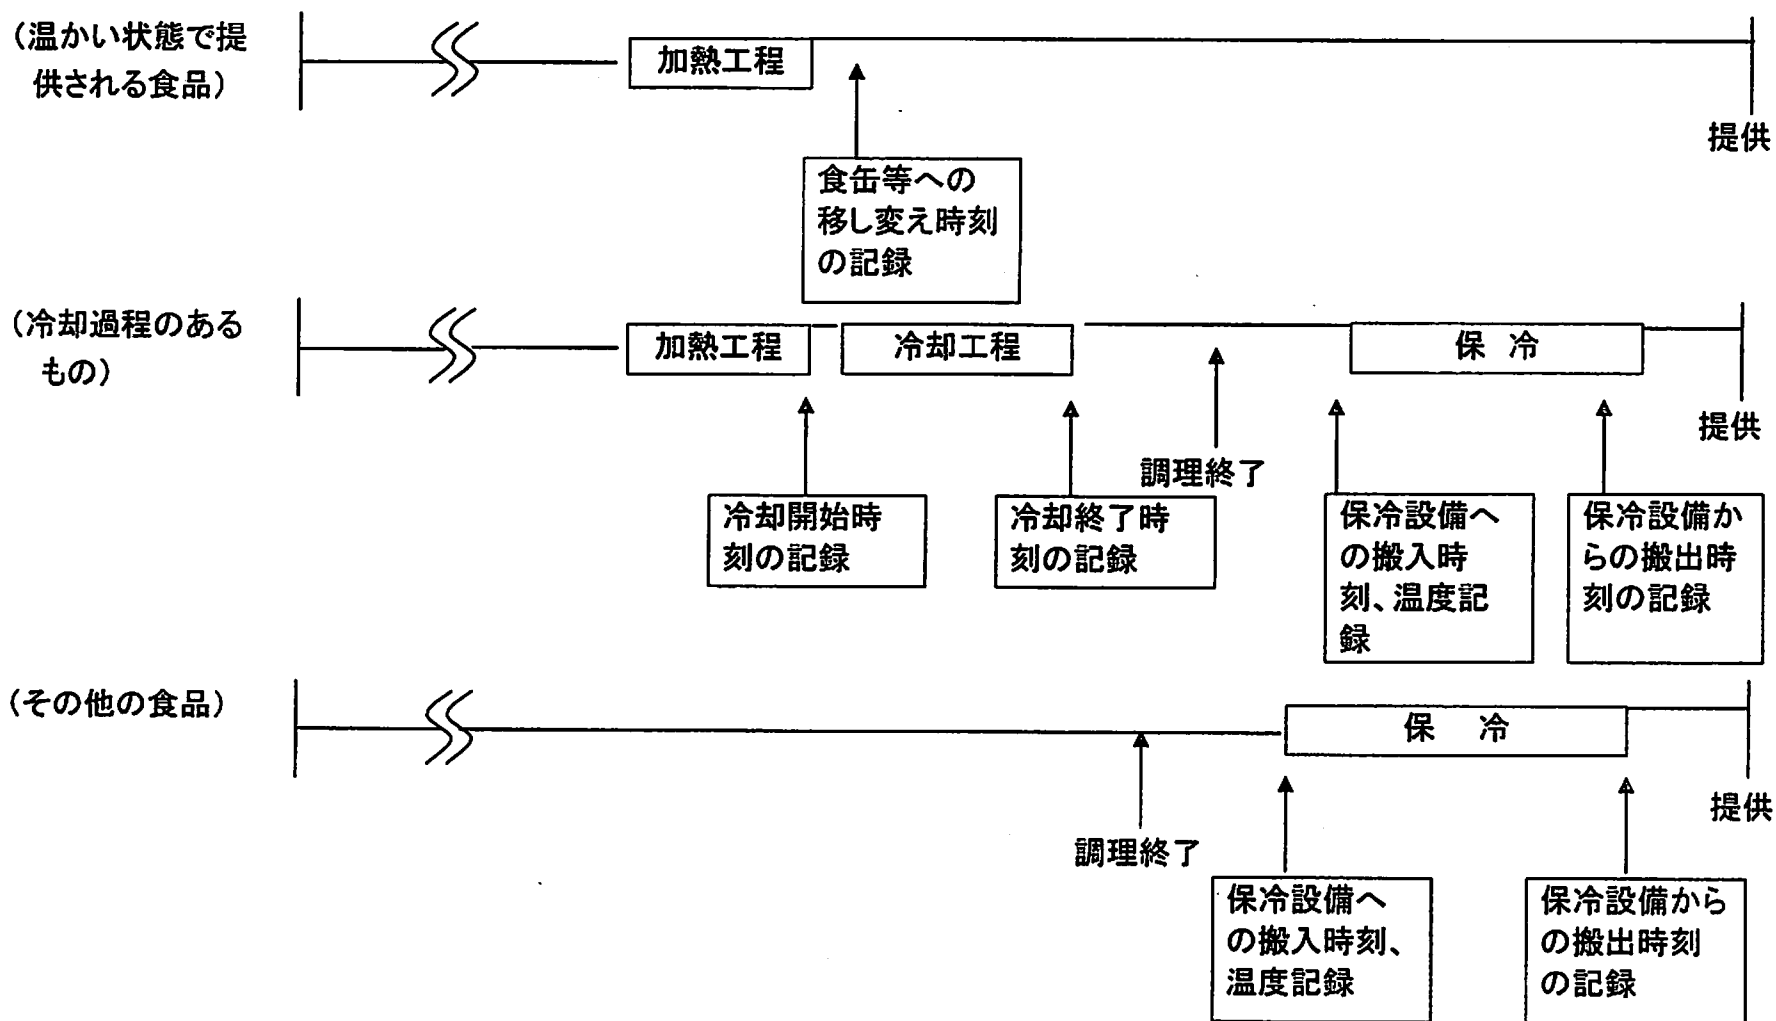 (温かい状態で提
供される食品)
加熱工程
提供
食缶等への
移し変え時刻
の記録
(冷却過程のある
もの)
加熱工程
冷却工程
保 冷
提供
調理終了
冷却開始時
刻の記録
冷却終了時
刻の記録
保冷設備へ
の搬入時
刻、温度記
録
保冷設備か
らの搬出時
刻の記録
(その他の食品)
保 冷
提供
調理終了
保冷設備へ
の搬入時刻、
温度記録
保冷設備から
の搬出時刻
の記録